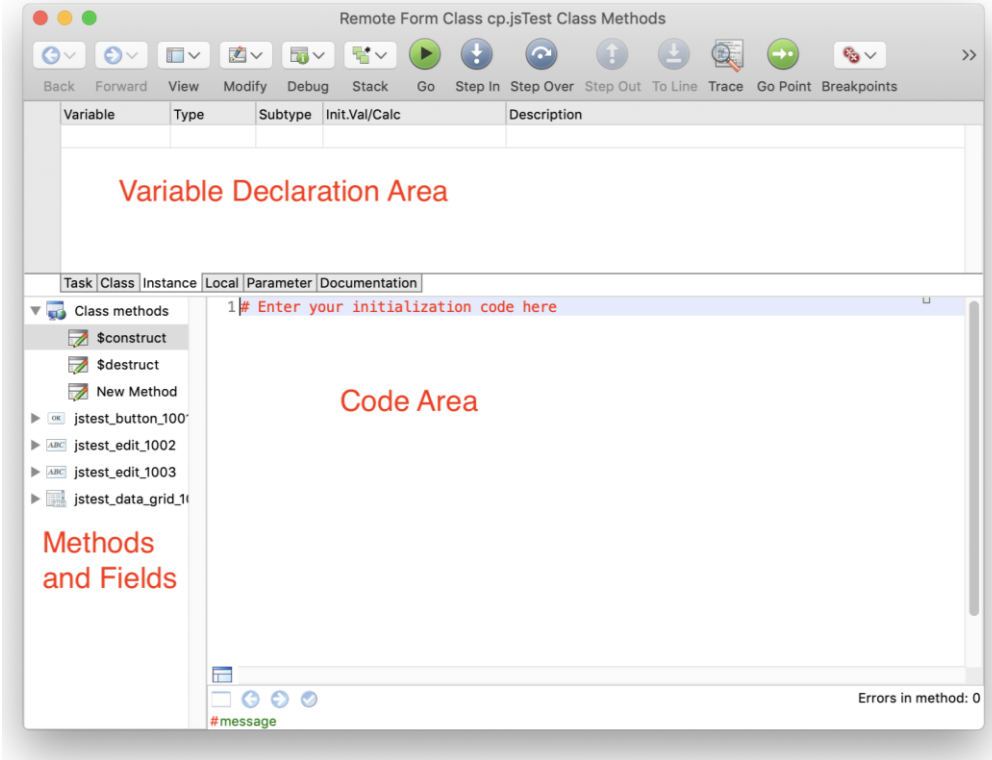 Remote Form Class cp.jsTest Class Methods
Back Forward View Modify Debug Stack Go Step In Step Over Step Out To Line Trace Go Point Breakpoints
Variable Type Subtype Init.Val/Calc Description
Variable Declaration Area
Task Class Instance Local Parameter Documentation
Class methods
$construct
$destruct
New Method
OK jstest_button_1001
ABC jstest_edit_1002
ABC jstest_edit_1003
jstest_data_grid_1
Methods
and Fields
1 # Enter your initialization code here
Code Area
Errors in method: 0
#message